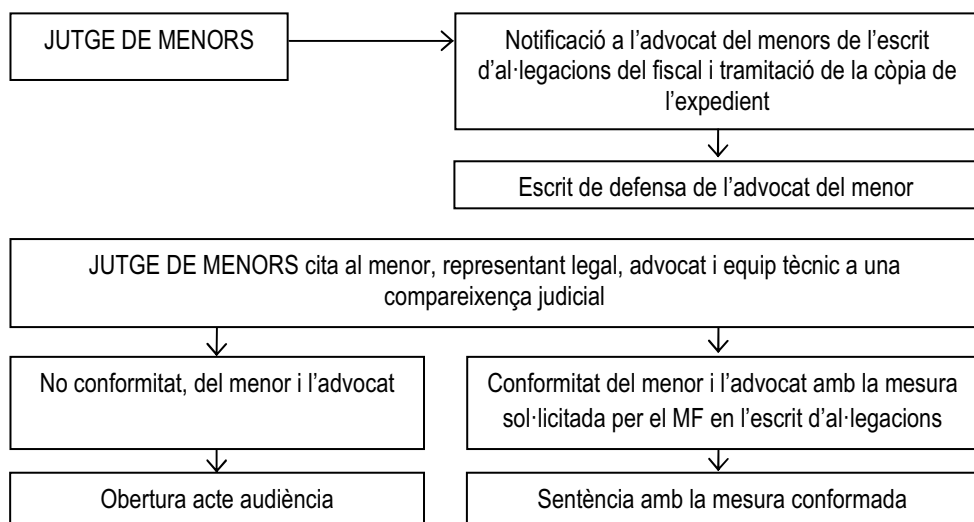 JUTGE DE MENORS
Notificació a l’advocat del menors de l’escrit
d’al·legacions del fiscal i tramitació de la còpia de
l’expedient
Escrit de defensa de l’advocat del menor
JUTGE DE MENORS cita al menor, representant legal, advocat i equip tècnic a una
compareixença judicial
No conformitat, del menor i l’advocat
Conformitat del menor i l’advocat amb la mesura
sol·licitada per el MF en l’escrit d’al·legacions
Obertura acte audiència
Sentència amb la mesura conformada